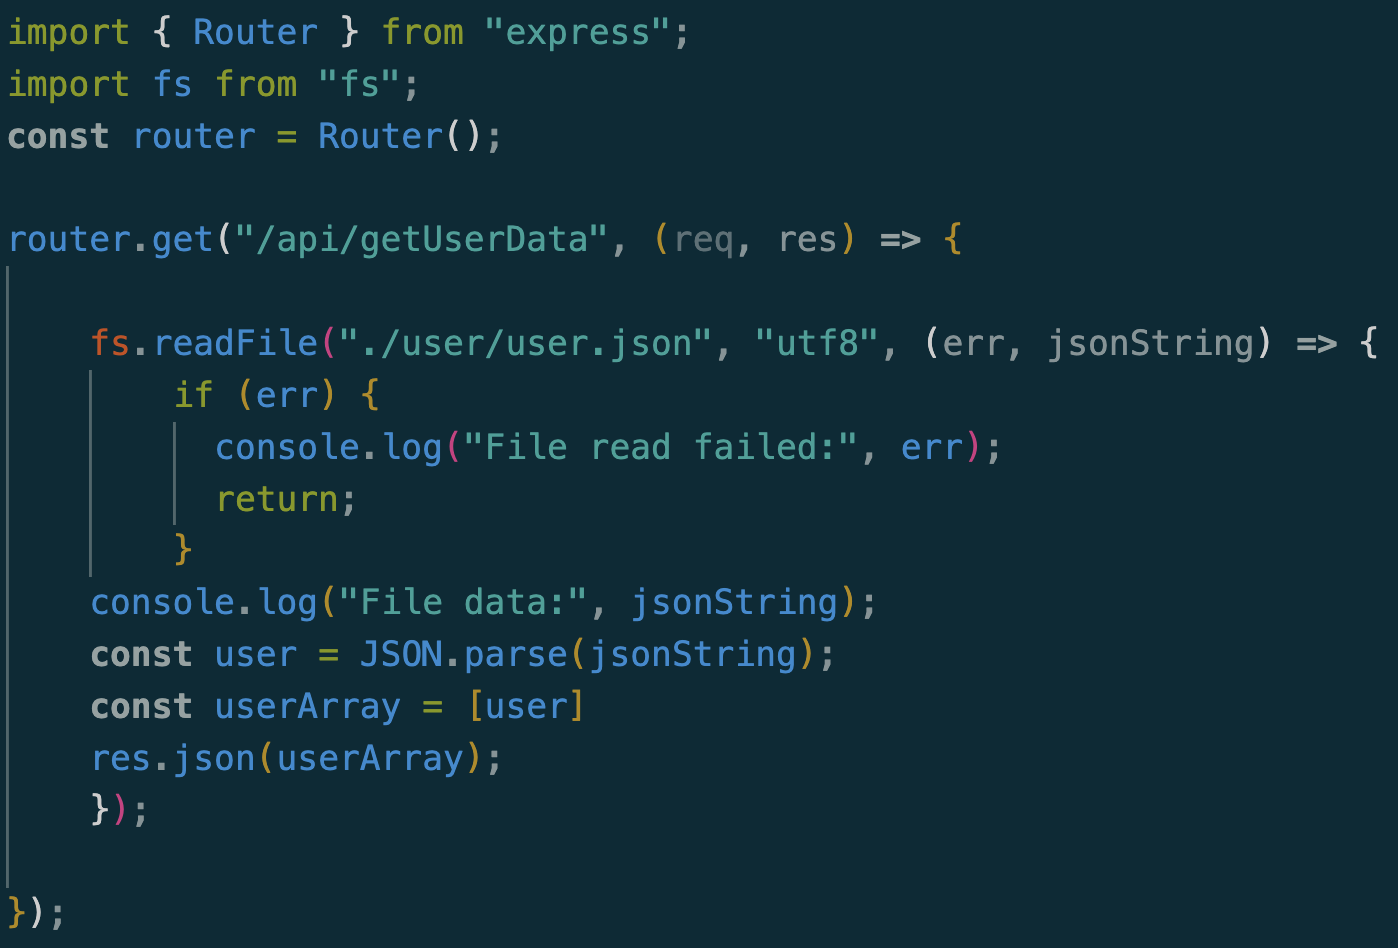 import { Router } from "express";
import fs from "fs";
const router = Router();
router.get("/api/getUserData", (req, res) => {
fs.readFile("./user/user.json", "utf8", (err, jsonString) => {
if (err) {
console.log("File read failed:", err);
return;
}
console.log("File data:", jsonString);
const user = JSON.parse(jsonString);
const userArray = [user]
res.json(userArray);
});
});